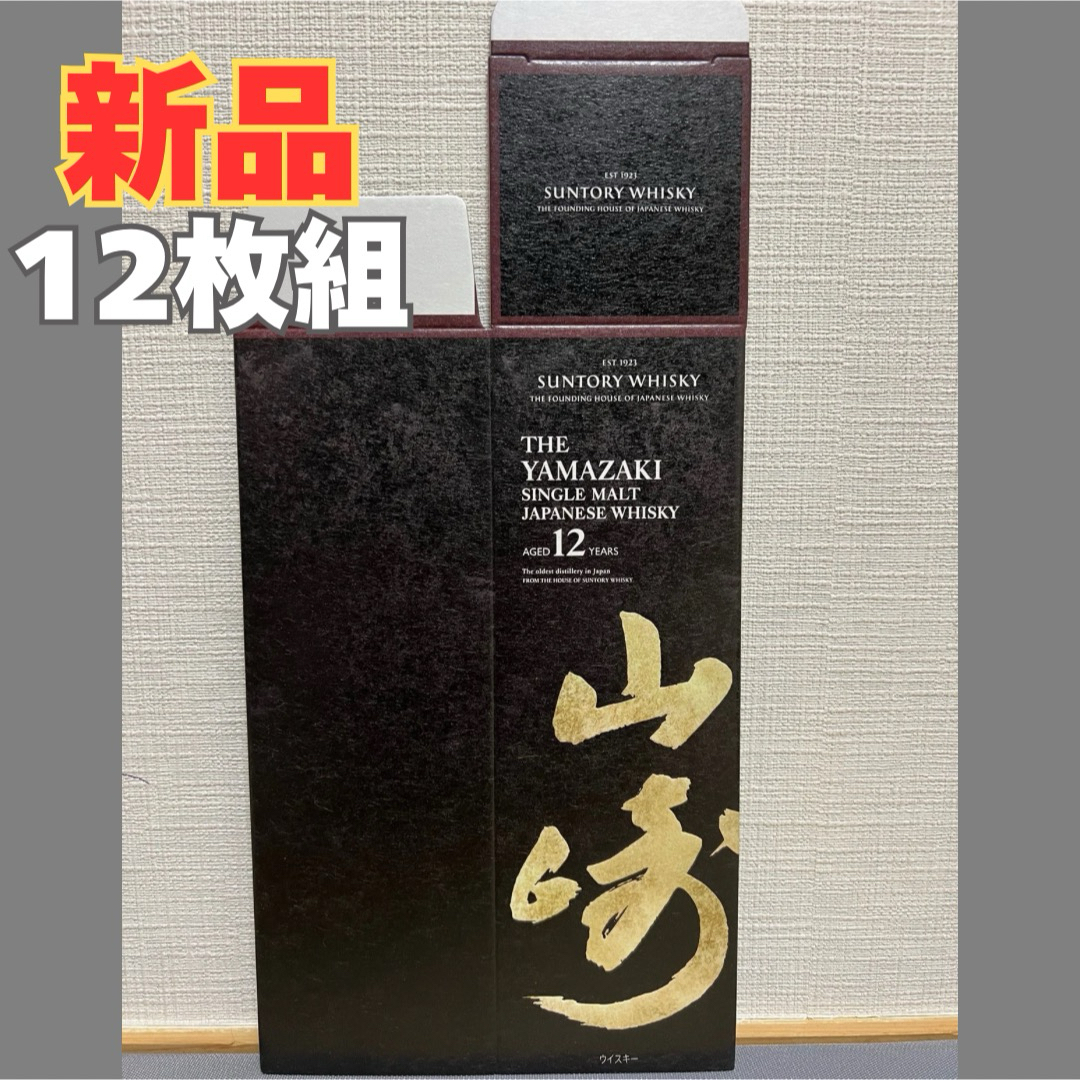 新品
12枚組
EST 1923
SUNTORY WHISKY
THE FOUNDING HOUSE OF JAPANESE WHISKY
EST 1923
SUNTORY WHISKY
THE FOUNDING HOUSE OF JAPANESE WHISKY
THE
YAMAZAKI
SINGLE MALT
JAPANESE WHISKY
AGED 12 YEARS
The oldest distillery in Japan
FROM THE HOUSE OF SUNTORY WHISKY
山
崎
ウイスキー